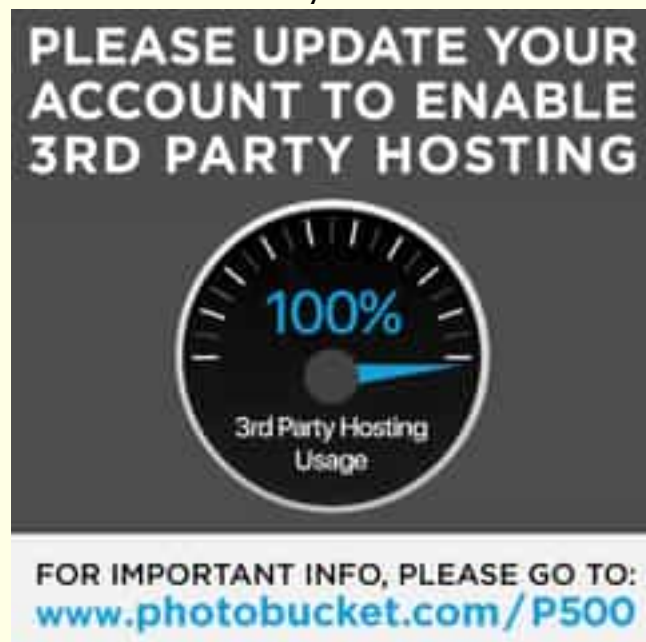 PLEASE UPDATE YOUR
ACCOUNT TO ENABLE
3RD PARTY HOSTING
100%
3rd Party Hosting
Usage
FOR IMPORTANT INFO, PLEASE GO TO:
www.photobucket.com/P500